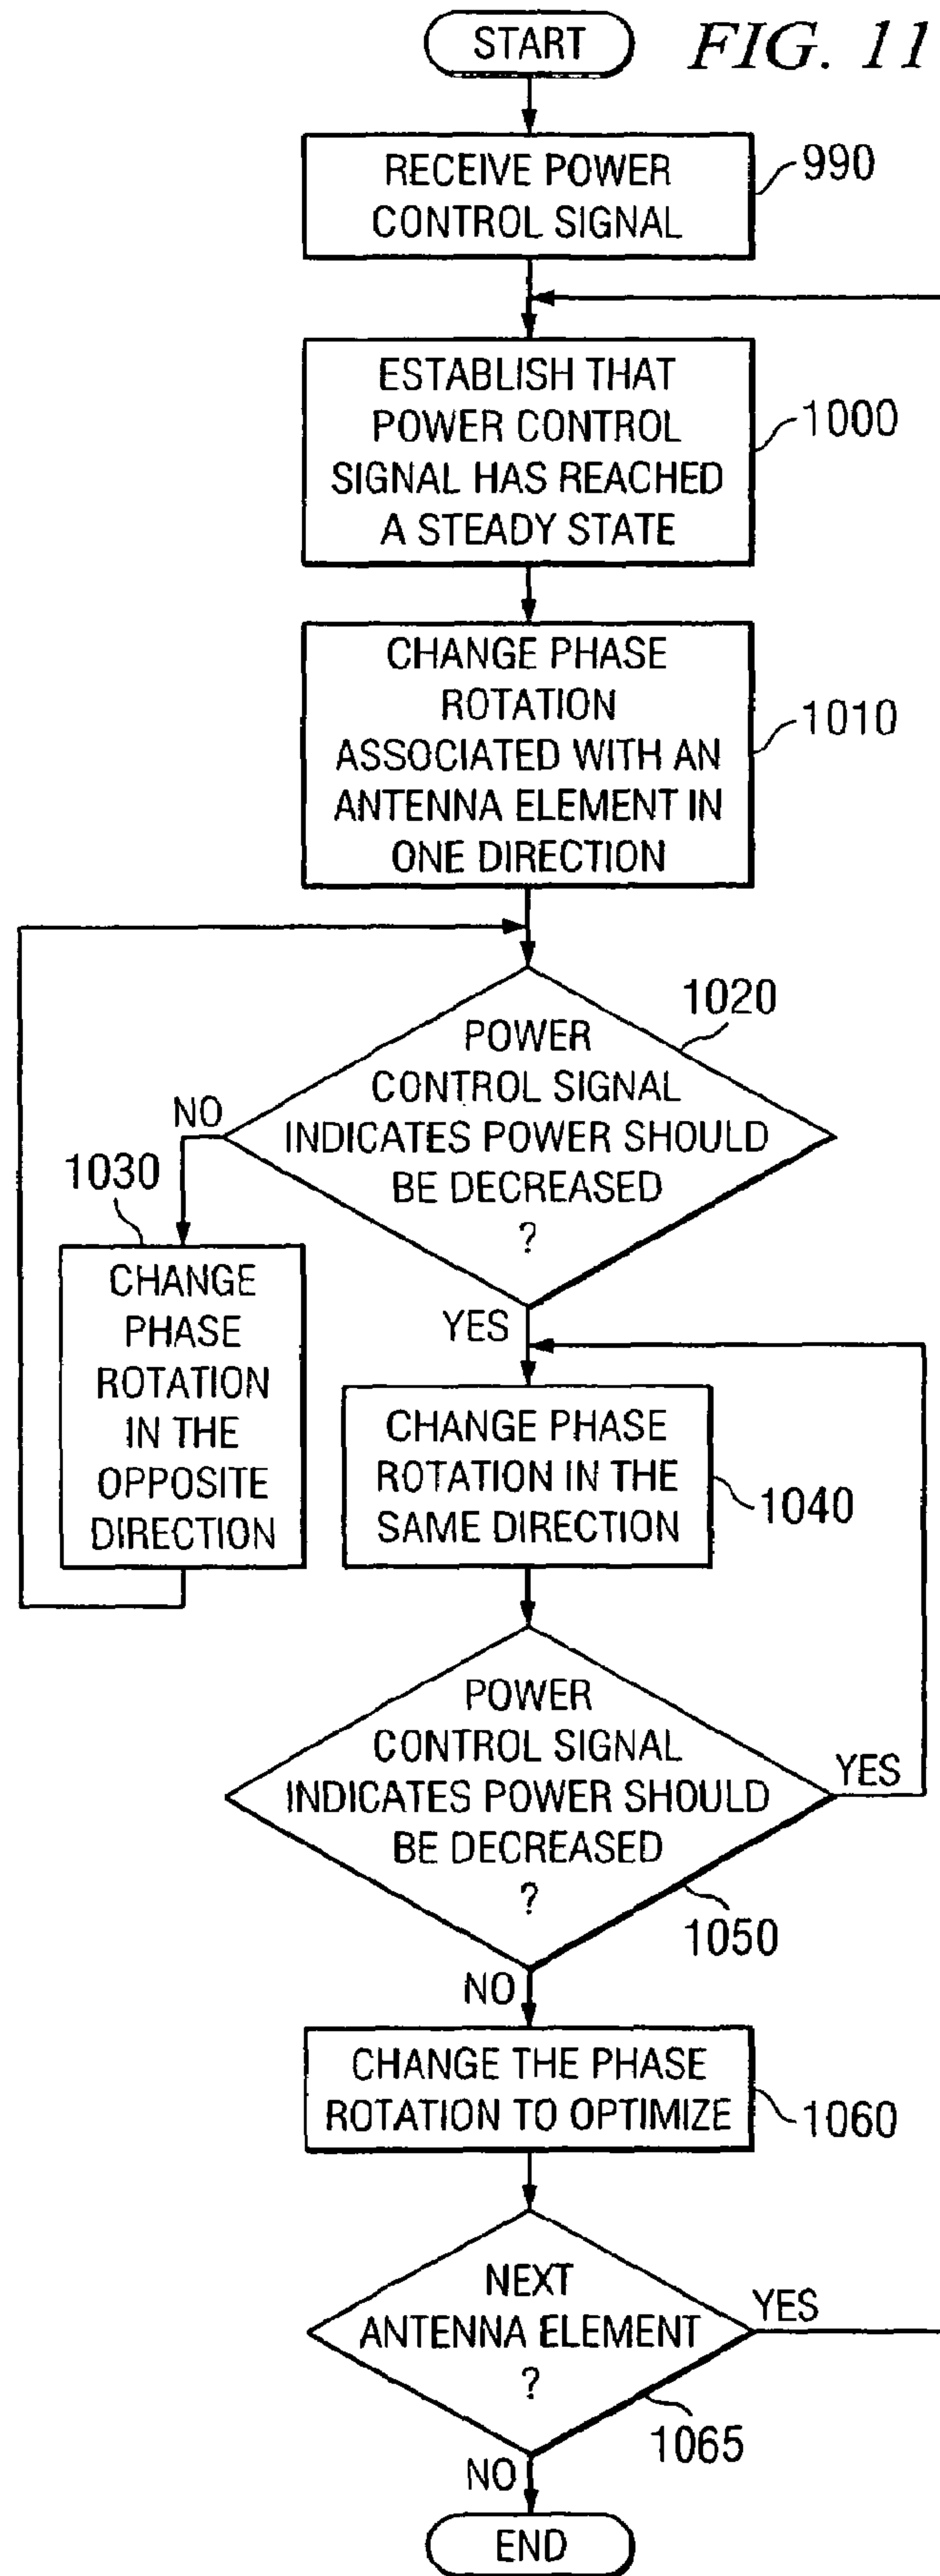 START
FIG. 11
RECEIVE POWER
CONTROL SIGNAL
990
ESTABLISH THAT
POWER CONTROL
SIGNAL HAS REACHED
A STEADY STATE
1000
CHANGE PHASE
ROTATION
ASSOCIATED WITH AN
ANTENNA ELEMENT IN
ONE DIRECTION
1010
1020
POWER
CONTROL SIGNAL
INDICATES POWER SHOULD
BE DECREASED
?
NO
1030
CHANGE
PHASE
ROTATION
IN THE
OPPOSITE
DIRECTION
YES
CHANGE PHASE
ROTATION IN THE
SAME DIRECTION
1040
POWER
CONTROL SIGNAL
INDICATES POWER SHOULD
BE DECREASED
?
YES
1050
NO
CHANGE THE PHASE
ROTATION TO OPTIMIZE
1060
NEXT
ANTENNA ELEMENT
?
YES
1065
NO
END